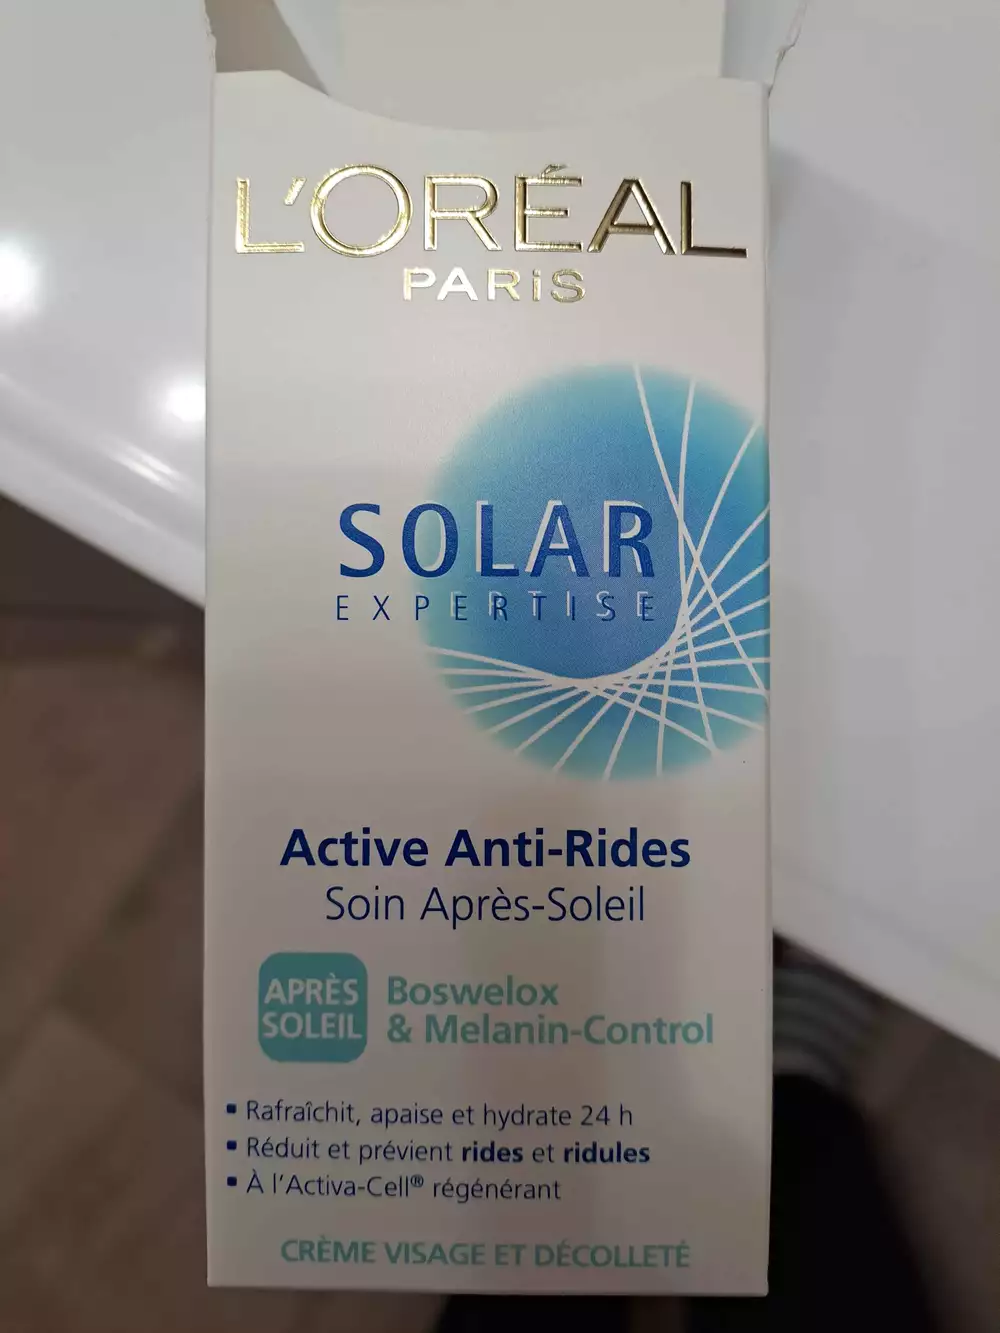 L'ORÉAL
PARiS
SOLAR
EXPERTISE
Active Anti-Rides
Soin Après-Soleil
APRÈS
SOLEIL
Boswelox
& Melanin-Control
▪ Rafraîchit, apaise et hydrate 24 h
▪ Réduit et prévient rides et ridules
▪ À l'Activa-Cell® régénérant
CRÈME VISAGE ET DÉCOLLETÉ